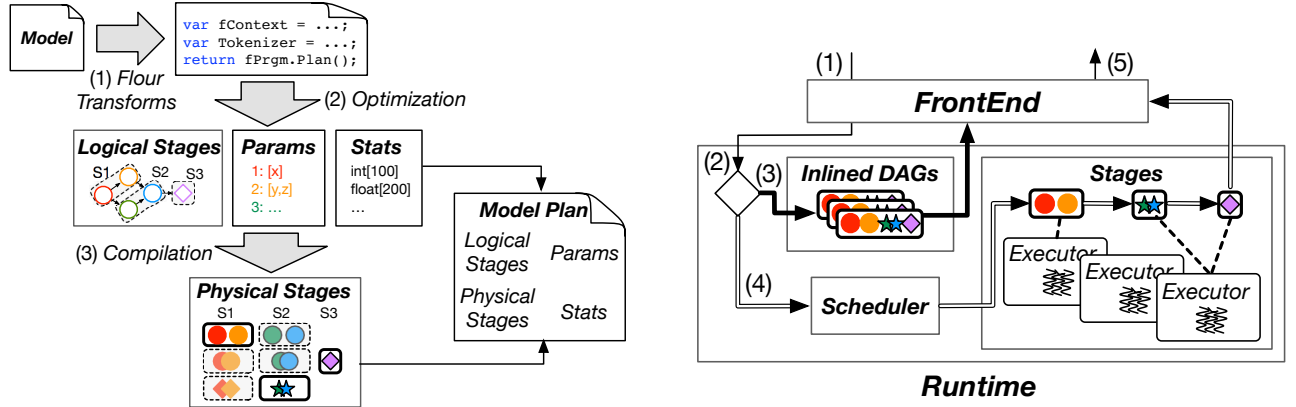 Model
(1) Flour
Transforms
var fContext = ...;
var Tokenizer = ...;
return fPrgm.Plan();
(2) Optimization
Logical Stages
S1
S2
S3
Params
1: [x]
2: [y,z]
3: ...
Stats
int[100]
float[200]
...
(3) Compilation
Physical Stages
S1
S2
S3
Model Plan
Logical
Stages
Params
Physical
Stages
Stats
(1)
(5)
FrontEnd
(2)
(3)
Inlined DAGs
Stages
(4)
Scheduler
Executor
Executor
Executor
Runtime